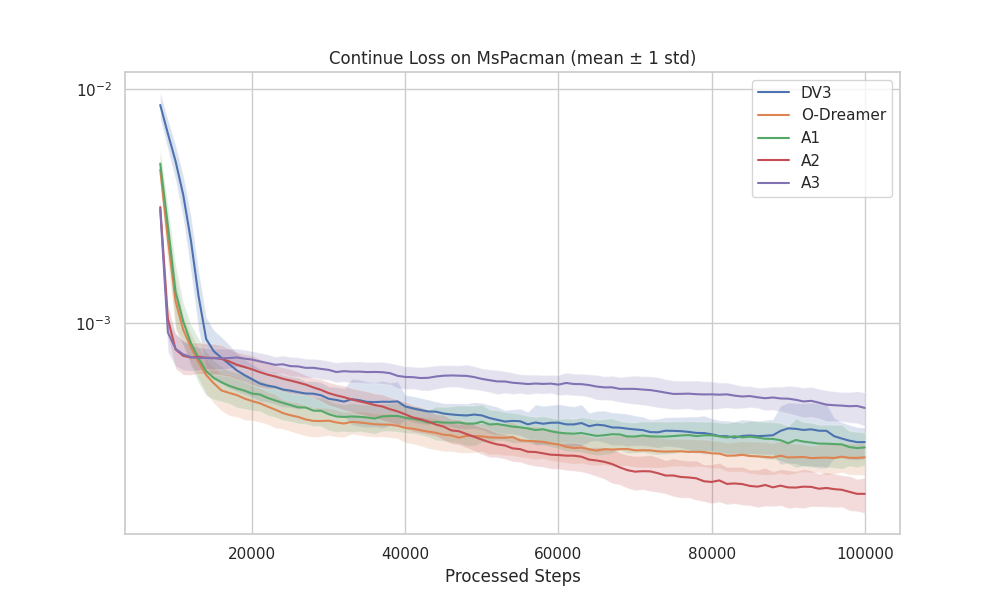 Continue Loss on MsPacman (mean ± 1 std)
10⁻²
10⁻³
DV3
O-Dreamer
A1
A2
A3
20000 40000 60000 80000 100000
Processed Steps